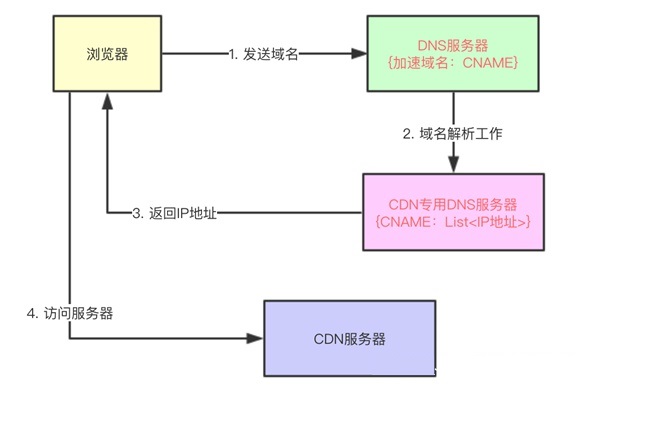 浏览器
1. 发送域名
DNS服务器
{加速域名：CNAME}
2. 域名解析工作
CDN专用DNS服务器
{CNAME：List<IP地址>}
3. 返回IP地址
4. 访问服务器
CDN服务器